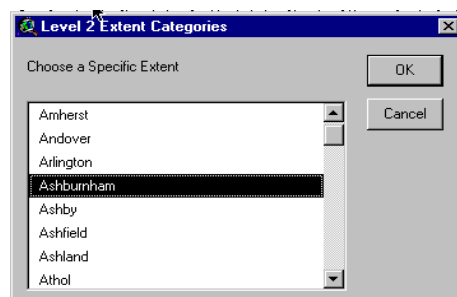 Level 2 Extent Categories
Choose a Specific Extent
OK
Cancel
Amherst
Andover
Arlington
Ashburnham
Ashby
Ashfield
Ashland
Athol